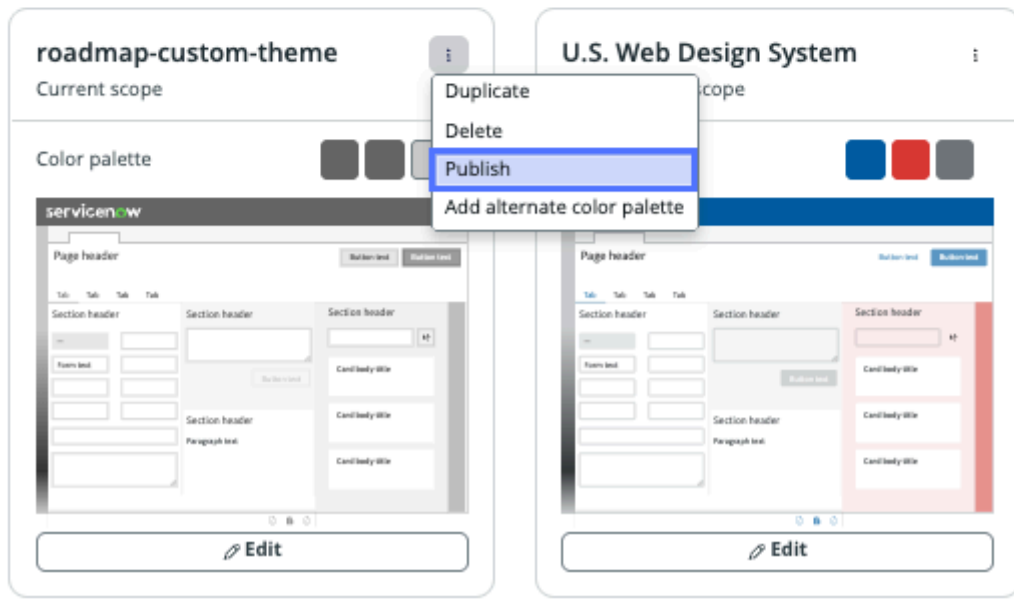 roadmap-custom-theme
Current scope
Duplicate
Delete
Publish
Add alternate color palette
Color palette
servicenow
Page header
Button text
Button text
Tab Tab Tab Tab
Section header
Section header
Section header
Form text
Button text
Card body title
Section header
Paragraph text
Card body title
Card body title
Edit
U.S. Web Design System
scope
Page header
Button text
Button text
Tab Tab Tab Tab
Section header
Section header
Section header
Form text
Button text
Card body title
Section header
Paragraph text
Card body title
Card body title
Edit